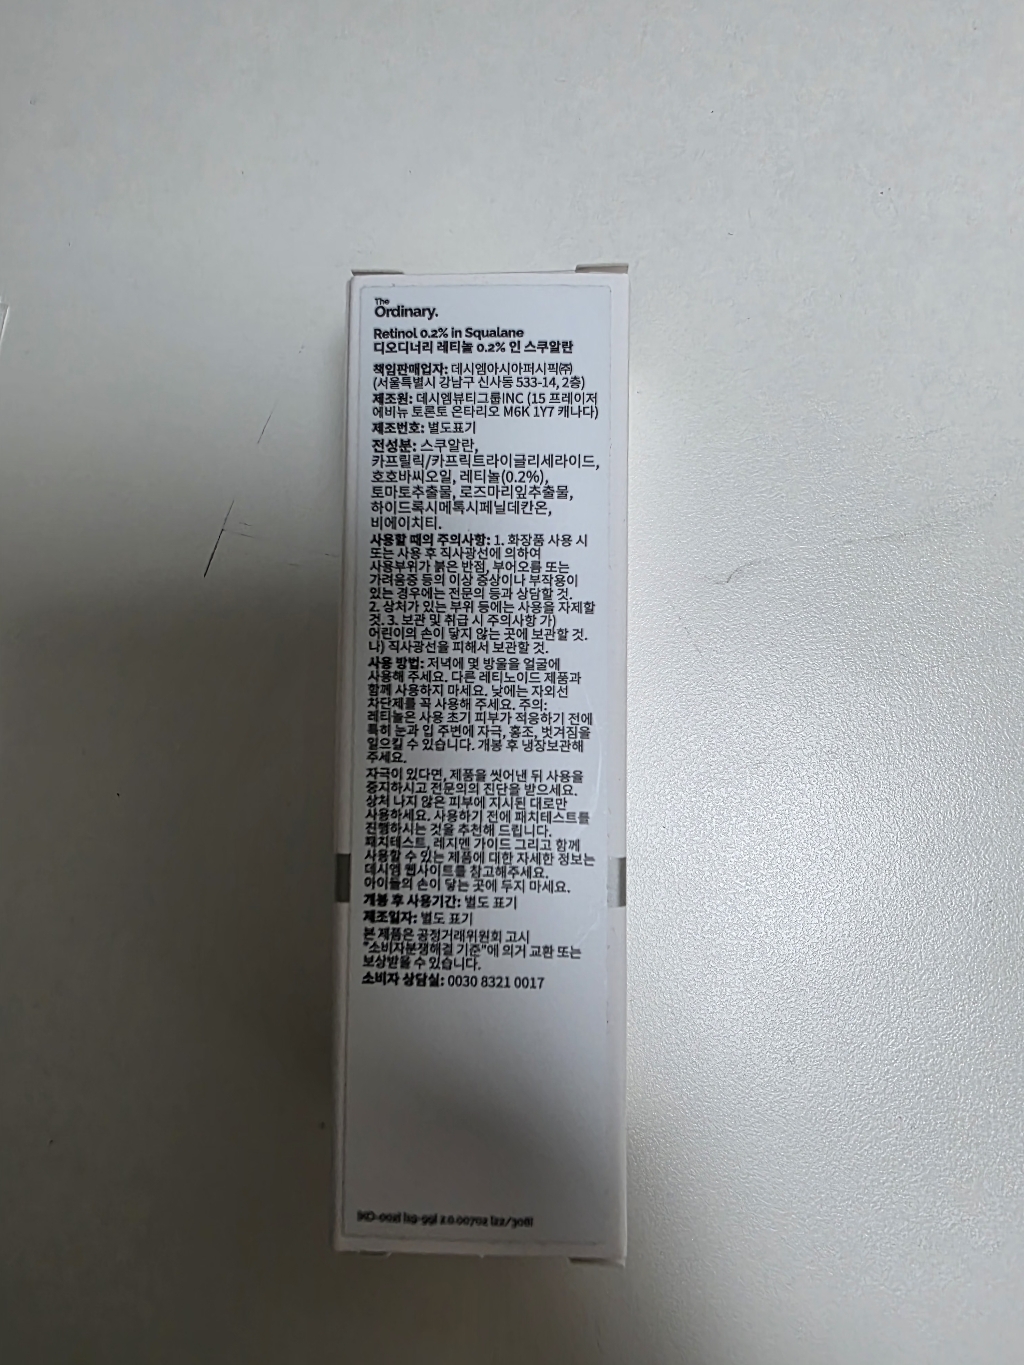 The
Ordinary.
Retinol 0.2% in Squalane
디오디너리 레티놀 0.2% 인 스쿠알란
책임판매업자: 데시엠아시아퍼시픽㈜
(서울특별시 강남구 신사동 533-14, 2층)
제조원: 데시엠뷰티그룹INC (15 프레이저
에비뉴 토론토 온타리오 M6K 1Y7 캐나다)
제조번호: 별도표기
전성분: 스쿠알란,
카프릴릭/카프릭트라이글리세라이드,
호호바씨오일, 레티놀(0.2%),
토마토추출물, 로즈마리잎추출물,
하이드록시메톡시페닐데칸온,
비에이치티.
사용할 때의 주의사항: 1. 화장품 사용 시
또는 사용 후 직사광선에 의하여
사용부위가 붉은 반점, 부어오름 또는
가려움증 등의 이상 증상이나 부작용이
있는 경우에는 전문의 등과 상담할 것.
2. 상처가 있는 부위 등에는 사용을 자제할
것. 3. 보관 및 취급 시 주의사항 가)
어린이의 손이 닿지 않는 곳에 보관할 것.
나) 직사광선을 피해서 보관할 것.
사용 방법: 저녁에 몇 방울을 얼굴에
사용해 주세요. 다른 레티노이드 제품과
함께 사용하지 마세요. 낮에는 자외선
차단제를 꼭 사용해 주세요. 주의:
레티놀은 사용 초기 피부가 적응하기 전에
특히 눈과 입 주변에 자극, 홍조, 벗겨짐을
일으킬 수 있습니다. 개봉 후 냉장보관해
주세요.
자극이 있다면, 제품을 씻어낸 뒤 사용을
중지하시고 전문의의 진단을 받으세요.
상처 나지 않은 피부에 지시된 대로만
사용하세요. 사용하기 전에 패치테스트를
진행하시는 것을 추천해 드립니다.
패치테스트, 레지멘 가이드 그리고 함께
사용할 수 있는 제품에 대한 자세한 정보는
데시엠 웹사이트를 참고해주세요.
아이들의 손이 닿는 곳에 두지 마세요.
개봉 후 사용기간: 별도 표기
제조일자: 별도 표기
본 제품은 공정거래위원회 고시
"소비자분쟁해결 기준"에 의거 교환 또는
보상받을 수 있습니다.
소비자 상담실: 0030 8321 0017
[KO-002] [19-99] 2.0.00702 [22/308]